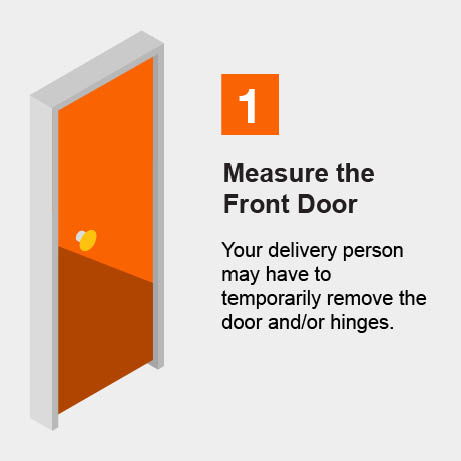 1
Measure the
Front Door
Your delivery person
may have to
temporarily remove the
door and/or hinges.